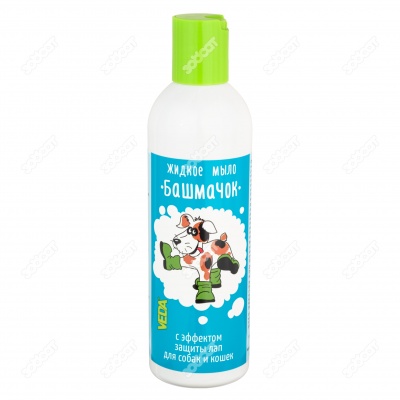 жидкое мыло
•Башмачок•
VEDA
с эффектом
защиты лап
для собак и кошек